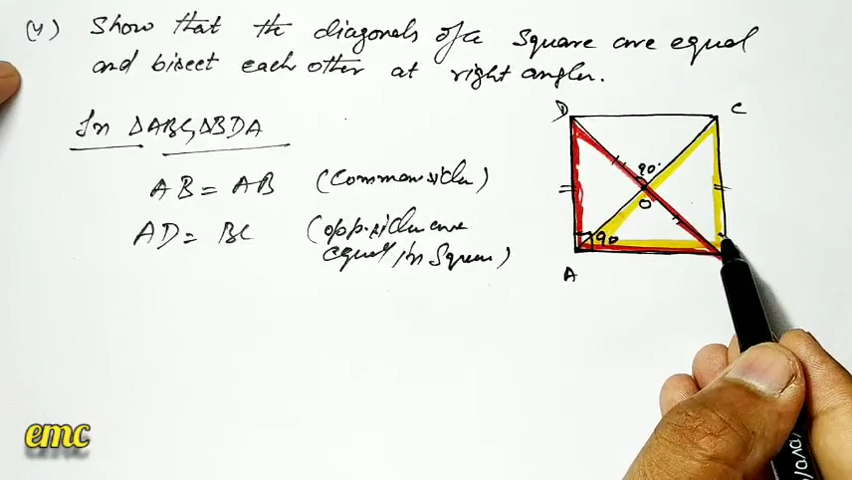 (4) Show that the diagonals of a Square are equal
and bisect each other at right angles.
In ΔABC, ΔBDA
AB = AB (Common side)
AD = BC (opp. sides are
equal in Square)
D C
90°
O
90
A
emc